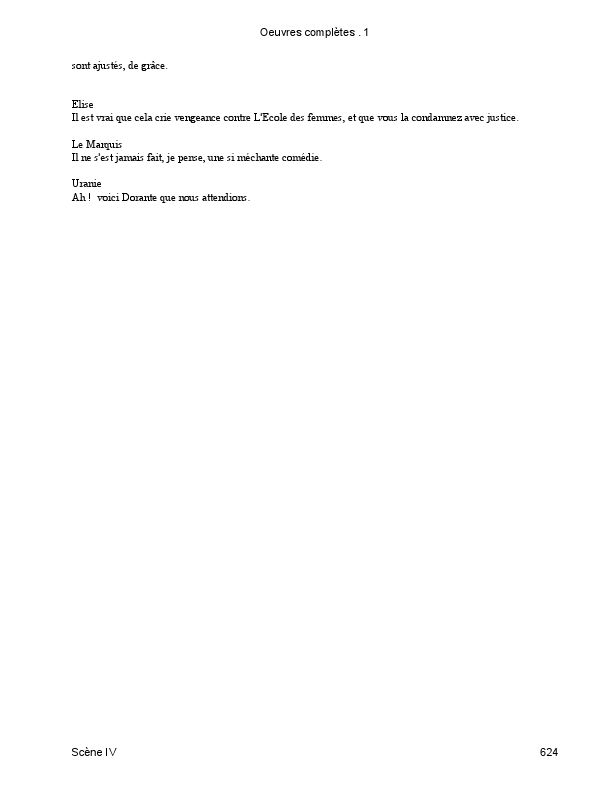 Oeuvres complètes . 1
sont ajustés, de grâce.
Elise
Il est vrai que cela crie vengeance contre L'Ecole des femmes, et que vous la condamnez avec justice.
Le Marquis
Il ne s'est jamais fait, je pense, une si méchante comédie.
Uranie
Ah ! voici Dorante que nous attendions.
Scène IV
624